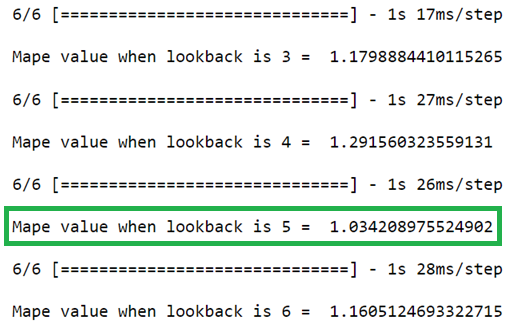 6/6 [==============================] - 1s 17ms/step
Mape value when lookback is 3 =  1.1798884410115265
6/6 [==============================] - 1s 27ms/step
Mape value when lookback is 4 =  1.291560323559131
6/6 [==============================] - 1s 26ms/step
Mape value when lookback is 5 =  1.034208975524902
6/6 [==============================] - 1s 28ms/step
Mape value when lookback is 6 =  1.1605124693322715